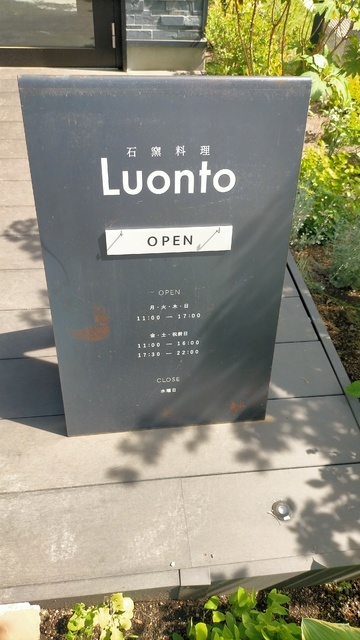 石窯料理
Luonto
OPEN
OPEN
月・火・木・日
11:00 — 17:00
金・土・祝前日
11:00 — 16:00
17:30 — 22:00
CLOSE
水曜日